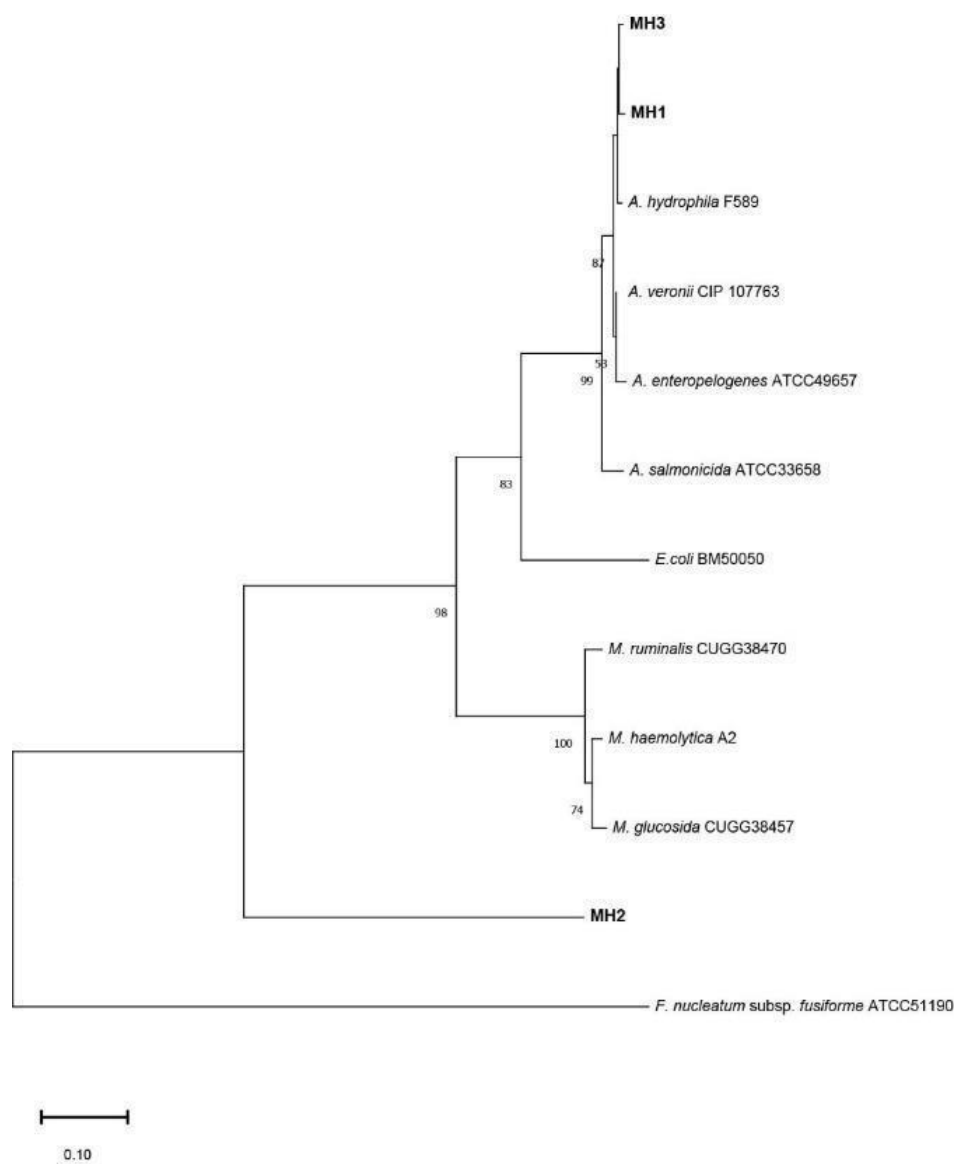 MH3
MH1
A. hydrophila F589
82
A. veronii CIP 107763
53
A. enteropelogenes ATCC49657
99
A. salmonicida ATCC33658
83
E.coli BM50050
98
M. ruminalis CUGG38470
M. haemolytica A2
100
74
M. glucosida CUGG38457
MH2
F. nucleatum subsp. fusiforme ATCC51190
0.10